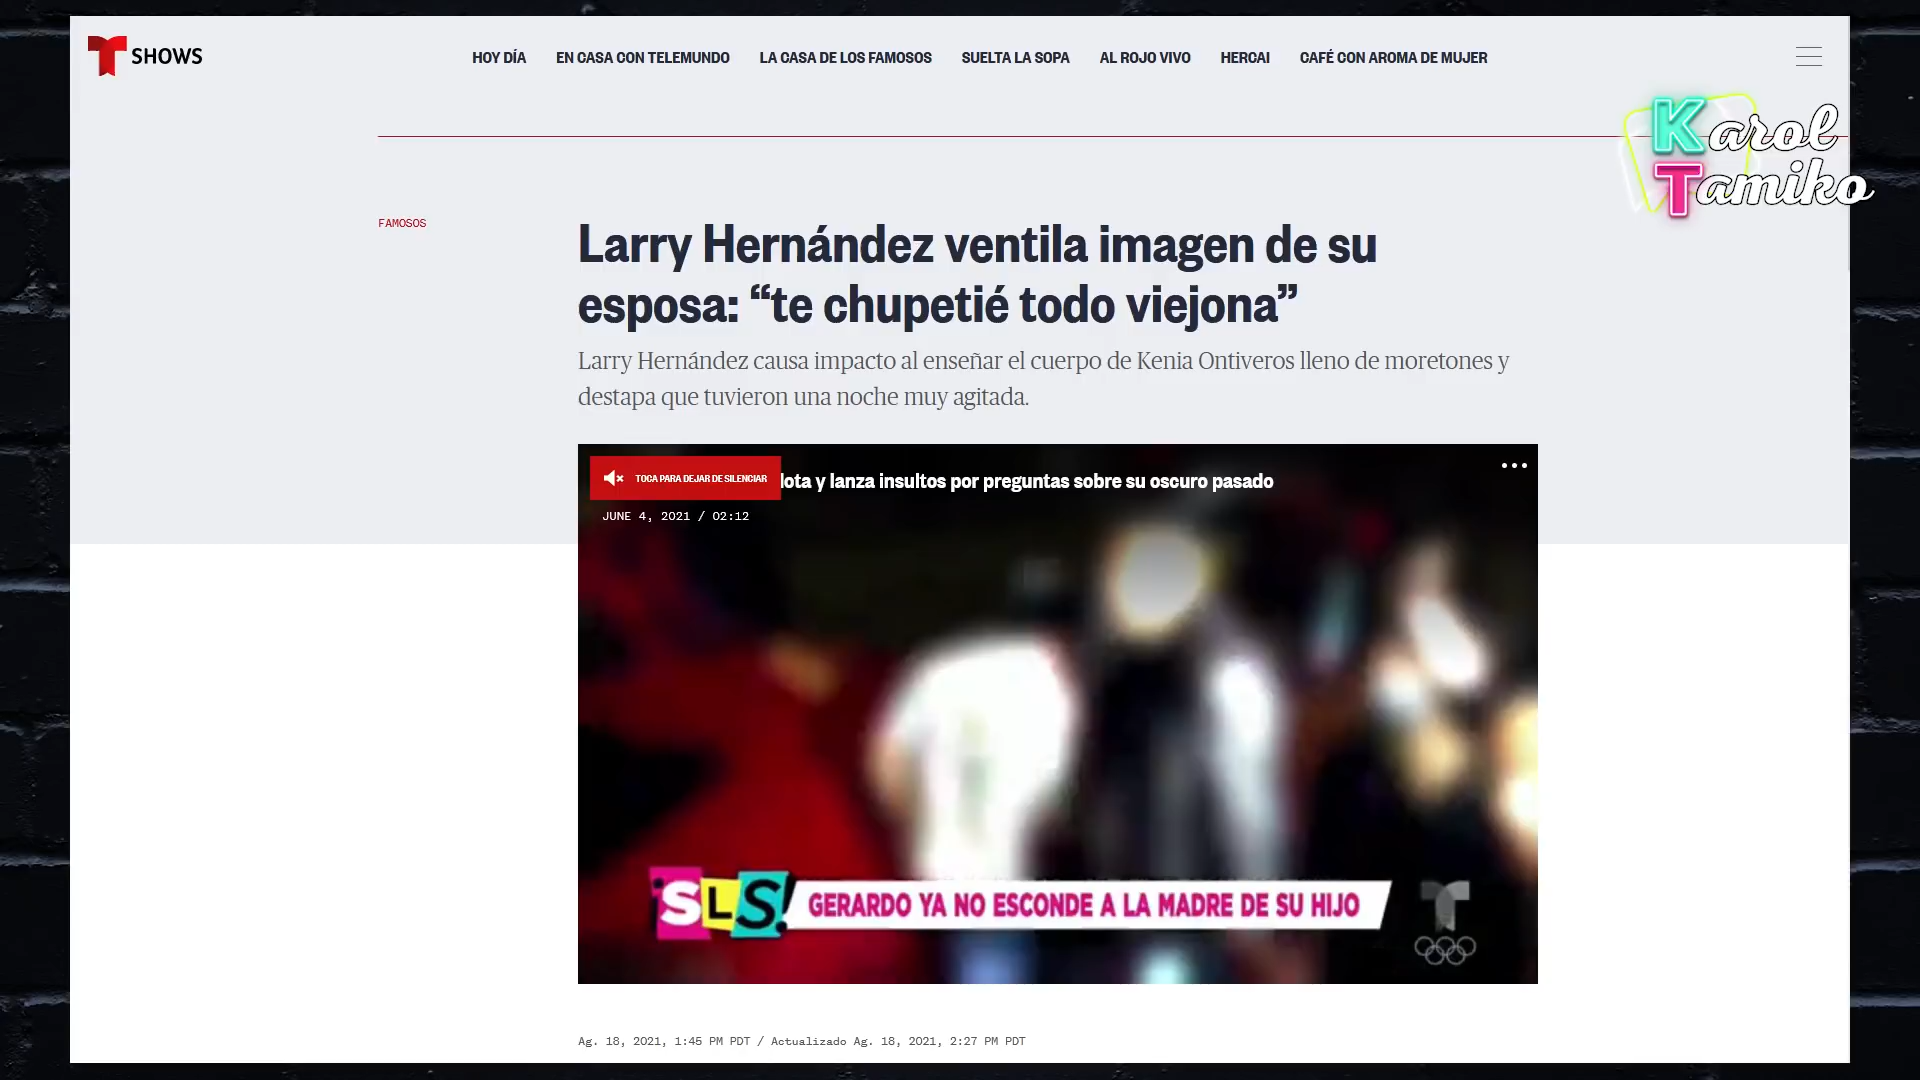 SHOWS
HOY DÍA EN CASA CON TELEMUNDO LA CASA DE LOS FAMOSOS SUELTA LA SOPA AL ROJO VIVO HERCAI CAFÉ CON AROMA DE MUJER
Karol
Tamiko
FAMOSOS
Larry Hernández ventila imagen de su
esposa: “te chupetié todo viejona”
Larry Hernández causa impacto al enseñar el cuerpo de Kenia Ontiveros lleno de moretones y
destapa que tuvieron una noche muy agitada.
TOCA PARA DEJAR DE SILENCIAR
lota y lanza insultos por preguntas sobre su oscuro pasado
JUNE 4, 2021 / 02:12
¡SLS! GERARDO YA NO ESCONDE A LA MADRE DE SU HIJO
Ag. 18, 2021, 1:45 PM PDT / Actualizado Ag. 18, 2021, 2:27 PM PDT